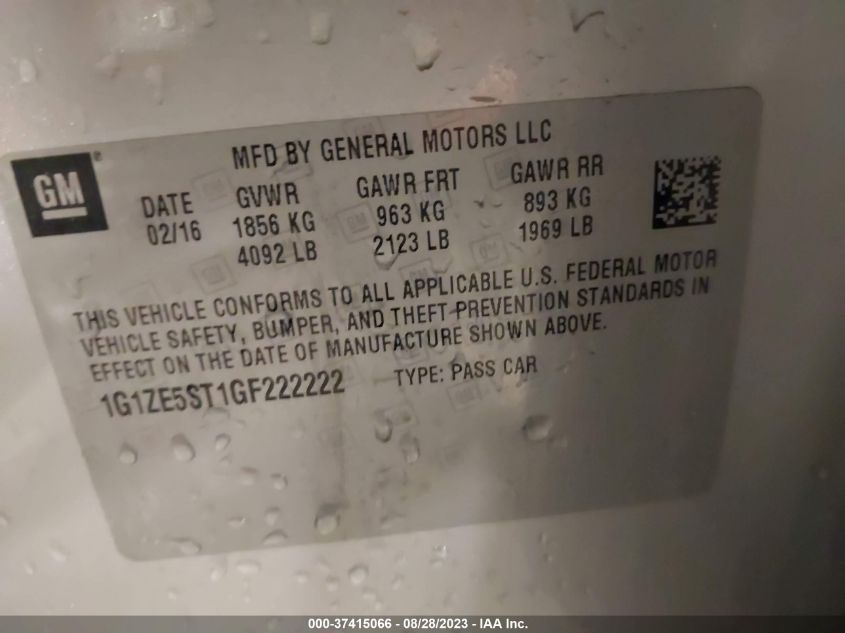 MFD BY GENERAL MOTORS LLC
GM®
DATE GVWR GAWR FRT GAWR RR
02/16 1856 KG 963 KG 893 KG
4092 LB 2123 LB 1969 LB
THIS VEHICLE CONFORMS TO ALL APPLICABLE U.S. FEDERAL MOTOR
VEHICLE SAFETY, BUMPER, AND THEFT-PREVENTION STANDARDS IN
EFFECT ON THE DATE OF MANUFACTURE SHOWN ABOVE.
1G1ZE5ST1GF222222 TYPE: PASS CAR
000-37415066 - 08/28/2023 - IAA Inc.